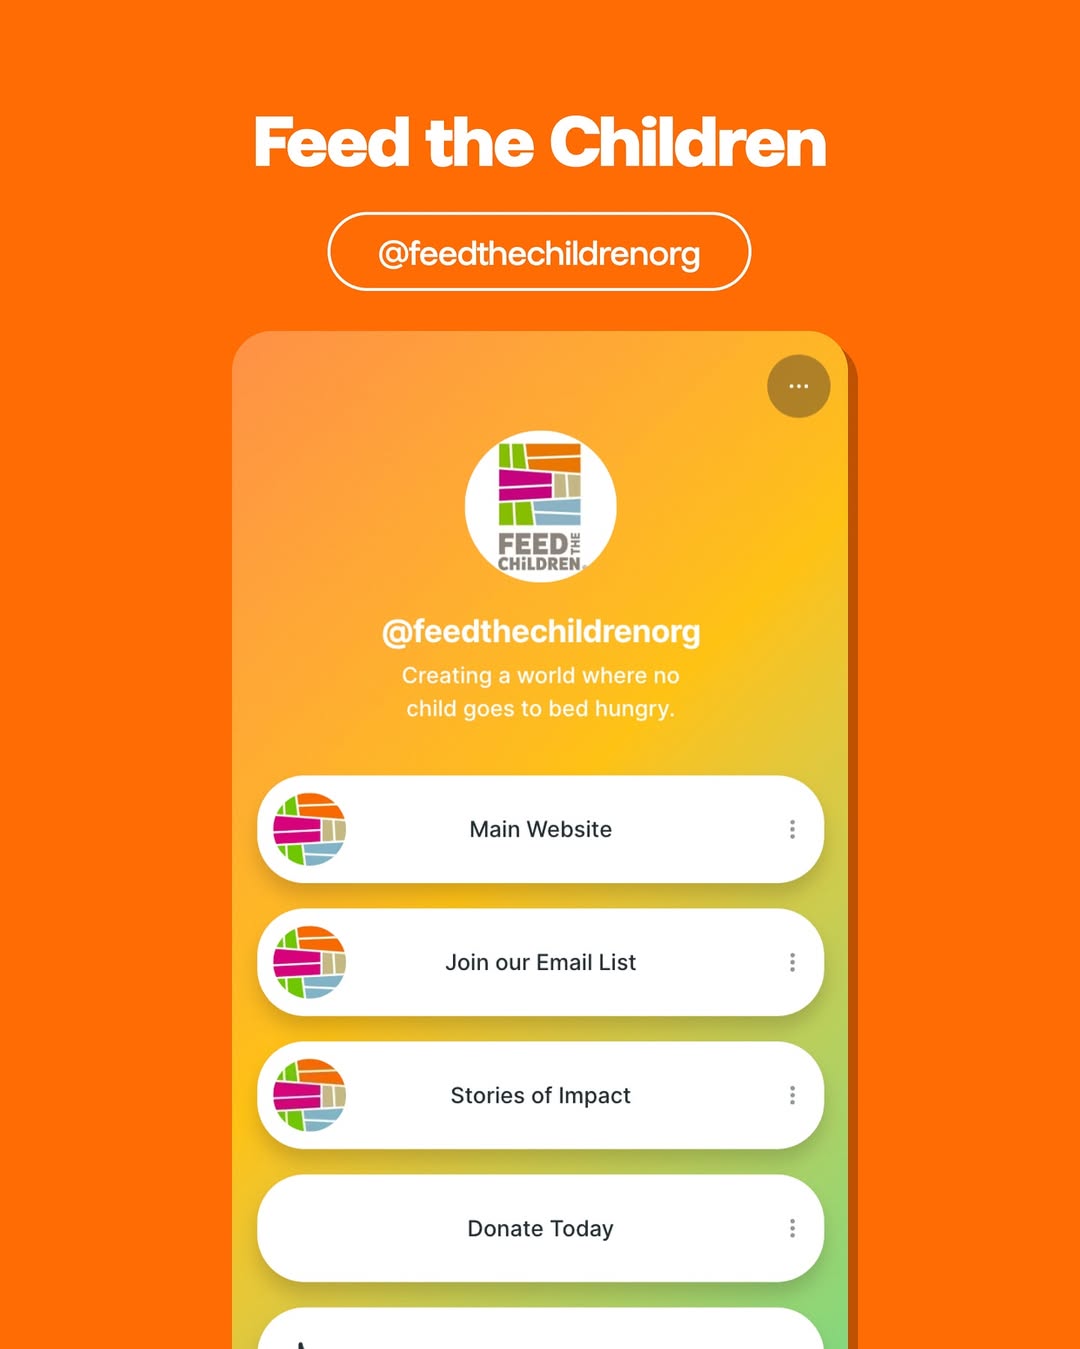 Feed the Children
@feedthechildrenorg
FEED THE
CHiLDREN
@feedthechildrenorg
Creating a world where no
child goes to bed hungry.
Main Website
Join our Email List
Stories of Impact
Donate Today